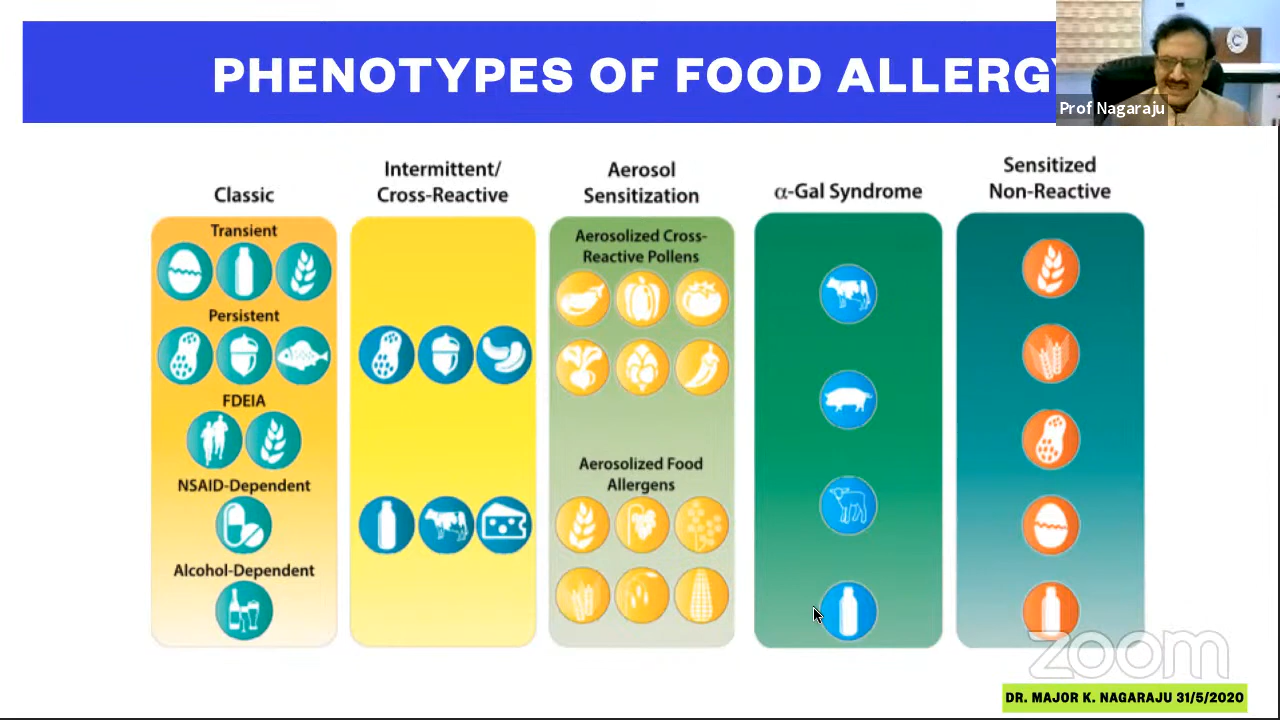 PHENOTYPES OF FOOD ALLERGY
Prof Nagaraju
Classic
Transient
Persistent
FDEIA
NSAID-Dependent
Alcohol-Dependent
Intermittent/
Cross-Reactive
Aerosol
Sensitization
Aerosolized Cross-
Reactive Pollens
Aerosolized Food
Allergens
α-Gal Syndrome
Sensitized
Non-Reactive
zoom
DR. MAJOR K. NAGARAJU 31/5/2020